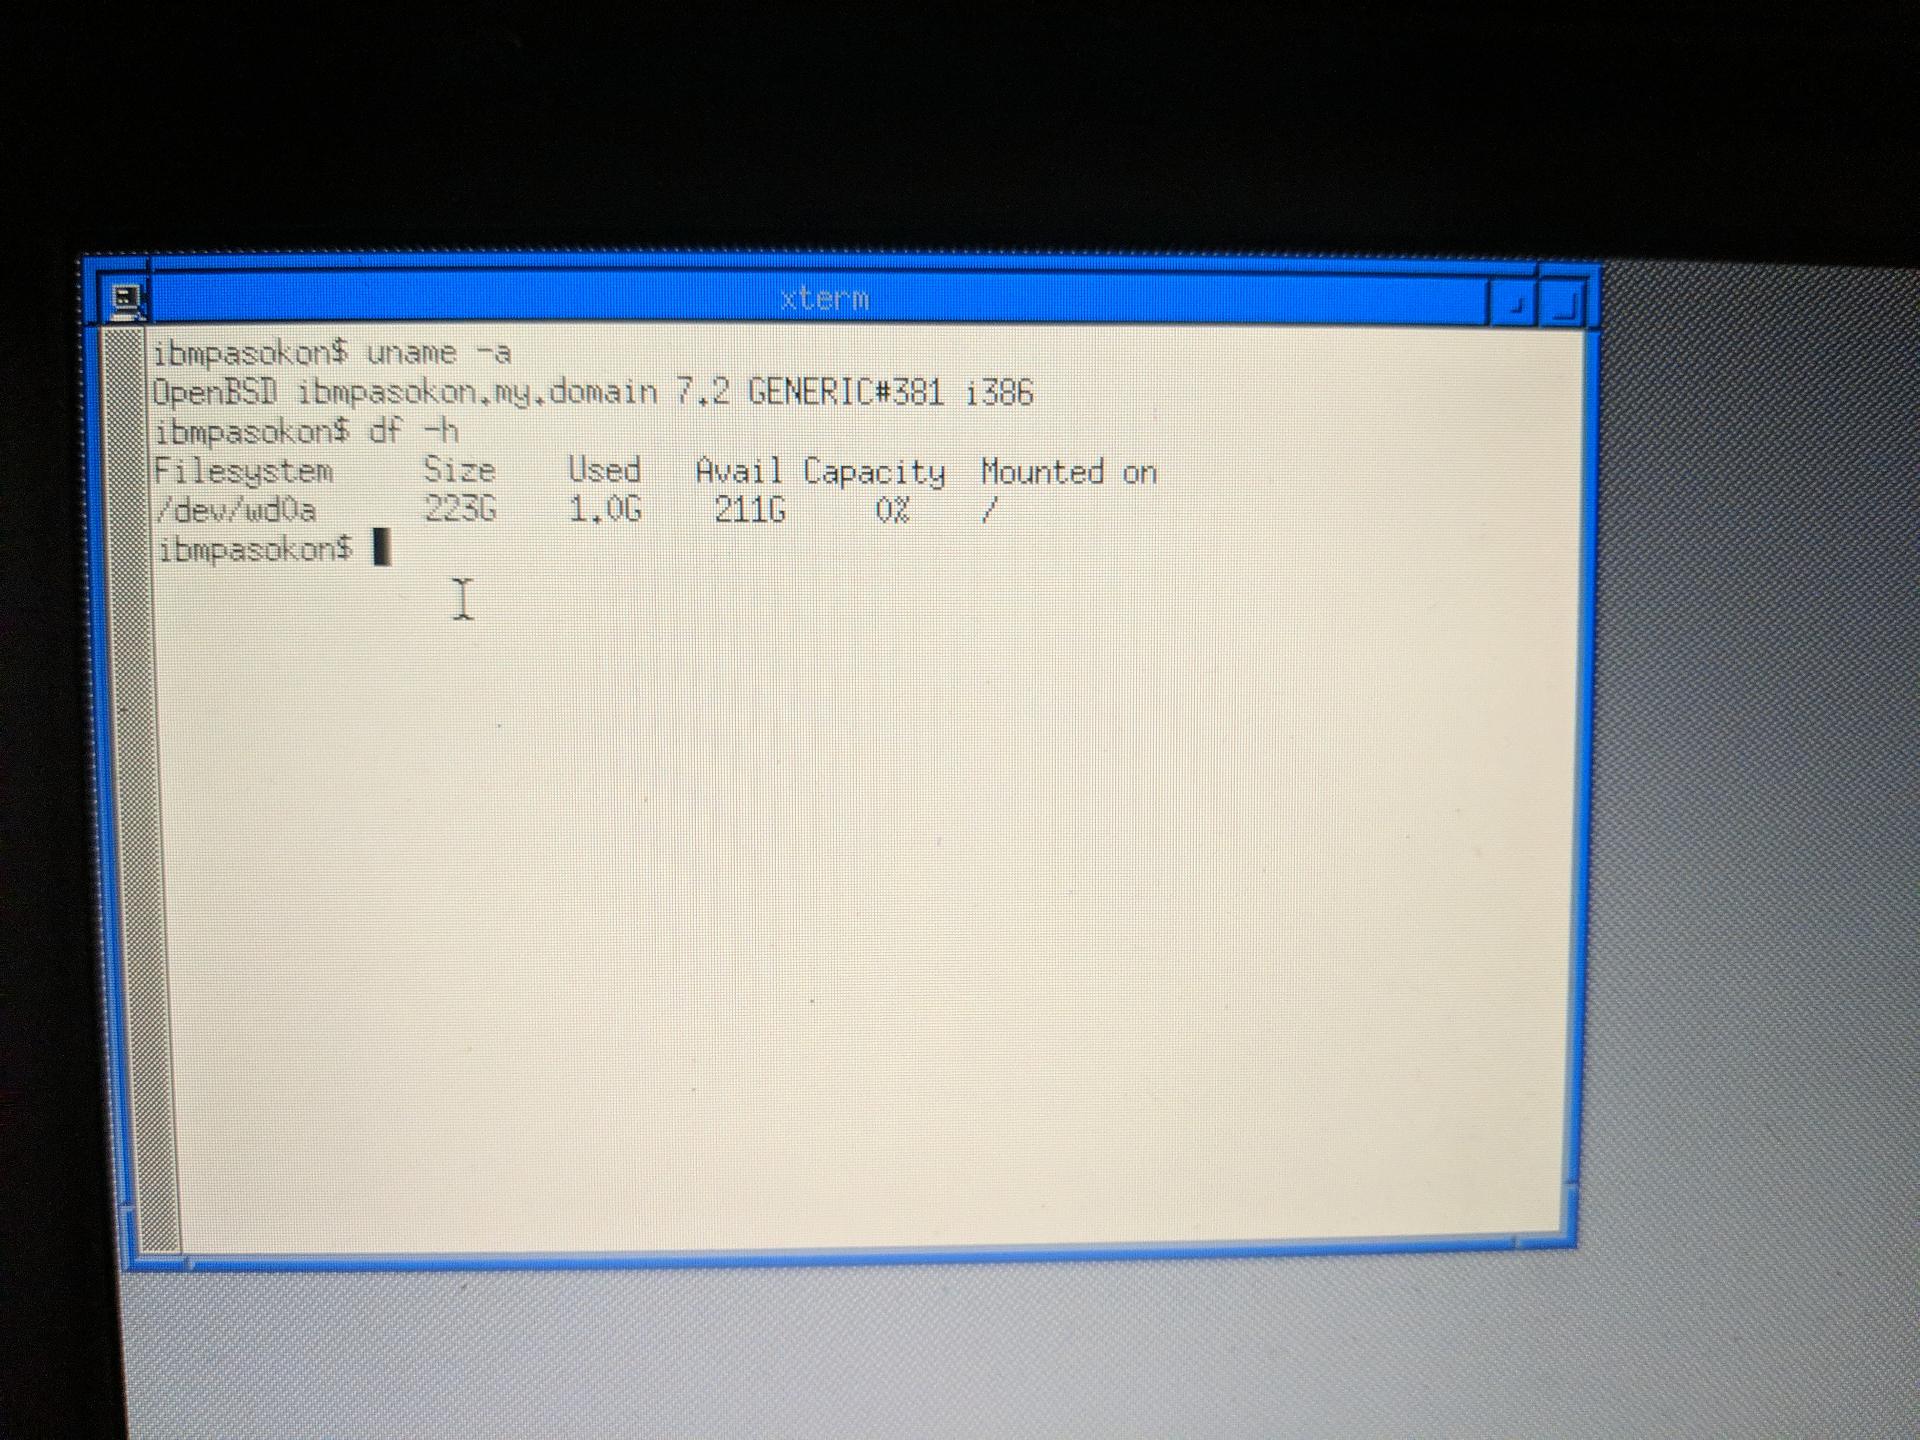 xterm
ibmpasokon$ uname -a
OpenBSD ibmpasokon.my.domain 7.2 GENERIC#381 i386
ibmpasokon$ df -h
Filesystem     Size    Used   Avail Capacity  Mounted on
/dev/wd0a      223G    1.0G    211G     0%    /
ibmpasokon$